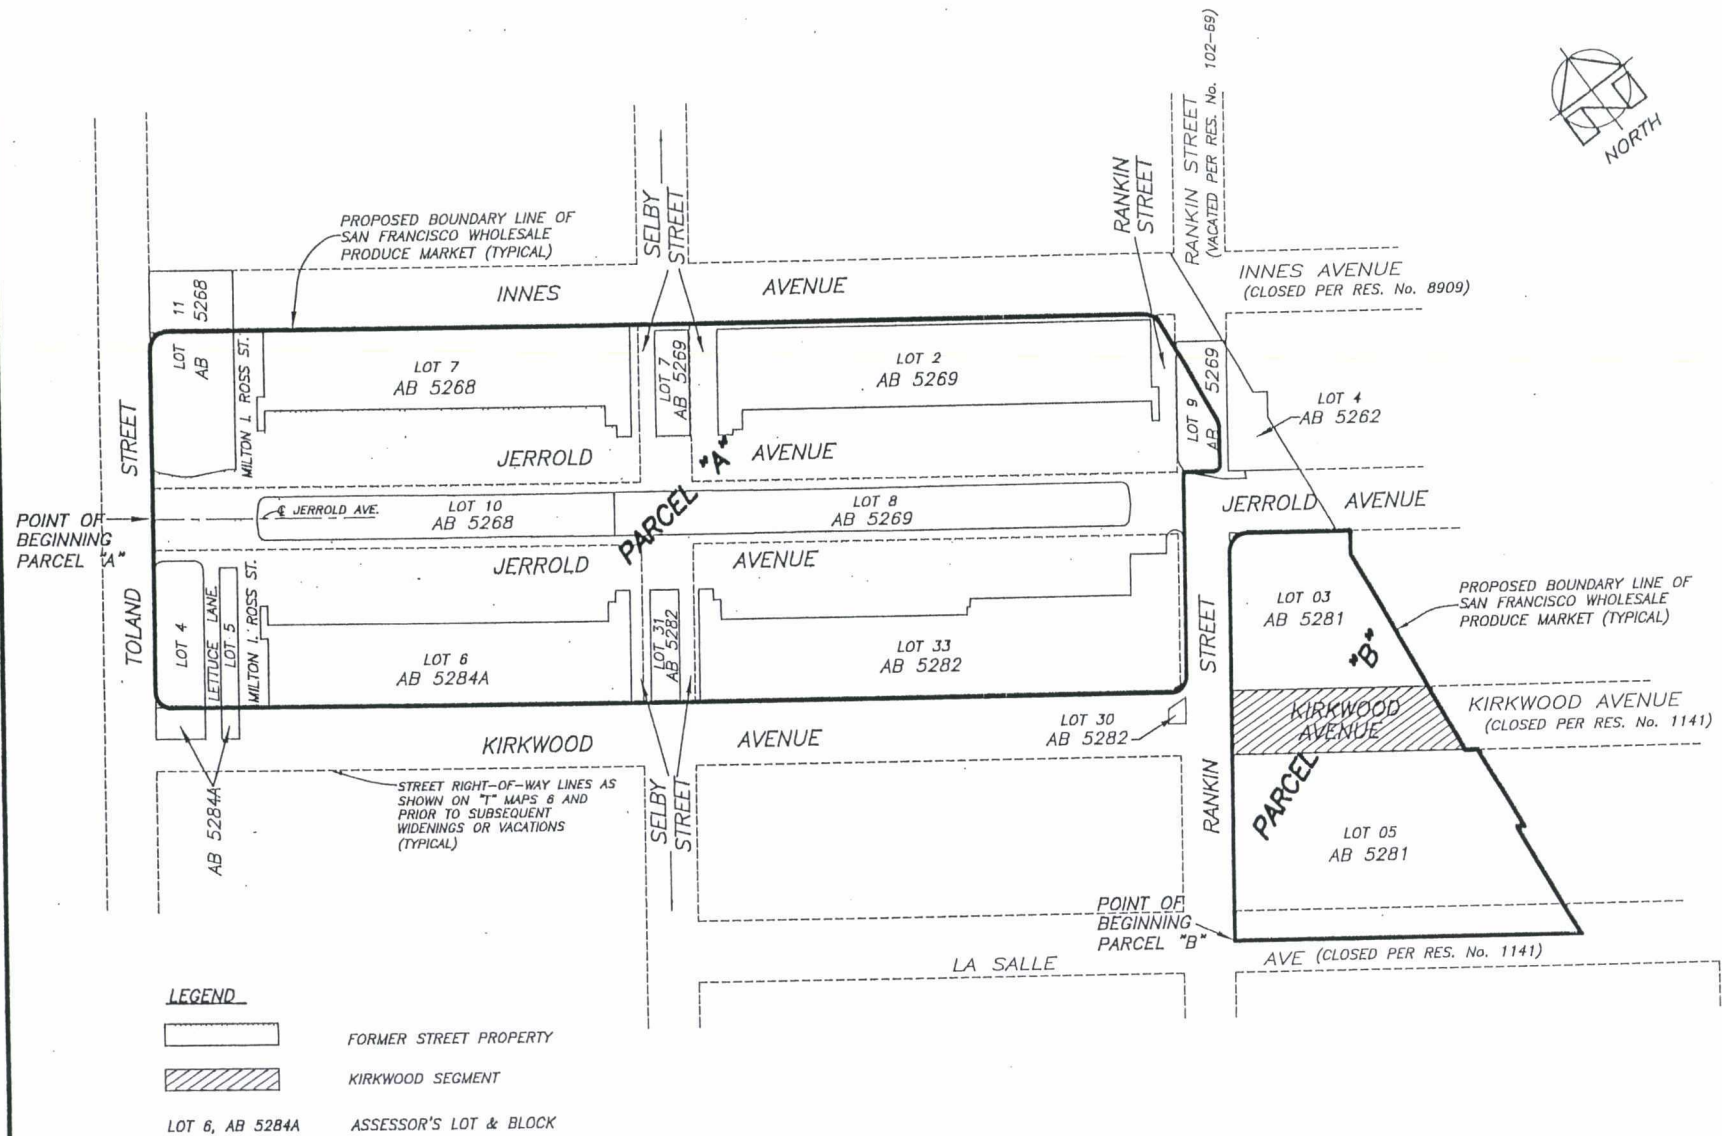 RANKIN STREET
(VACATED PER RES. No. 102-69)
NORTH
RANKIN
STREET
SELBY
STREET
PROPOSED BOUNDARY LINE OF
SAN FRANCISCO WHOLESALE
PRODUCE MARKET (TYPICAL)
INNES AVENUE
(CLOSED PER RES. No. 8909)
INNES AVENUE
LOT 11
AB 5268
MILTON I. ROSS ST.
LOT 7
AB 5268
LOT 7
AB 5269
LOT 2
AB 5269
LOT 9
AB 5269
LOT 4
AB 5262
STREET
JERROLD AVENUE
PARCEL "A"
POINT OF
BEGINNING
PARCEL "A"
℄ JERROLD AVE.
LOT 10
AB 5268
LOT 8
AB 5269
JERROLD AVENUE
JERROLD AVENUE
TOLAND
LOT 4
LETTUCE LANE
LOT 5
MILTON I. ROSS ST.
LOT 6
AB 5284A
LOT 31
AB 5282
LOT 33
AB 5282
STREET
LOT 03
AB 5281
PROPOSED BOUNDARY LINE OF
SAN FRANCISCO WHOLESALE
PRODUCE MARKET (TYPICAL)
"B"
KIRKWOOD
AVENUE
KIRKWOOD AVENUE
(CLOSED PER RES. No. 1141)
LOT 30
AB 5282
KIRKWOOD AVENUE
STREET RIGHT-OF-WAY LINES AS
SHOWN ON "T" MAPS 6 AND
PRIOR TO SUBSEQUENT
WIDENINGS OR VACATIONS
(TYPICAL)
AB 5284A
SELBY
STREET
RANKIN
PARCEL
LOT 05
AB 5281
POINT OF
BEGINNING
PARCEL "B"
LA SALLE
AVE (CLOSED PER RES. No. 1141)
LEGEND
FORMER STREET PROPERTY
KIRKWOOD SEGMENT
LOT 6, AB 5284A ASSESSOR'S LOT & BLOCK